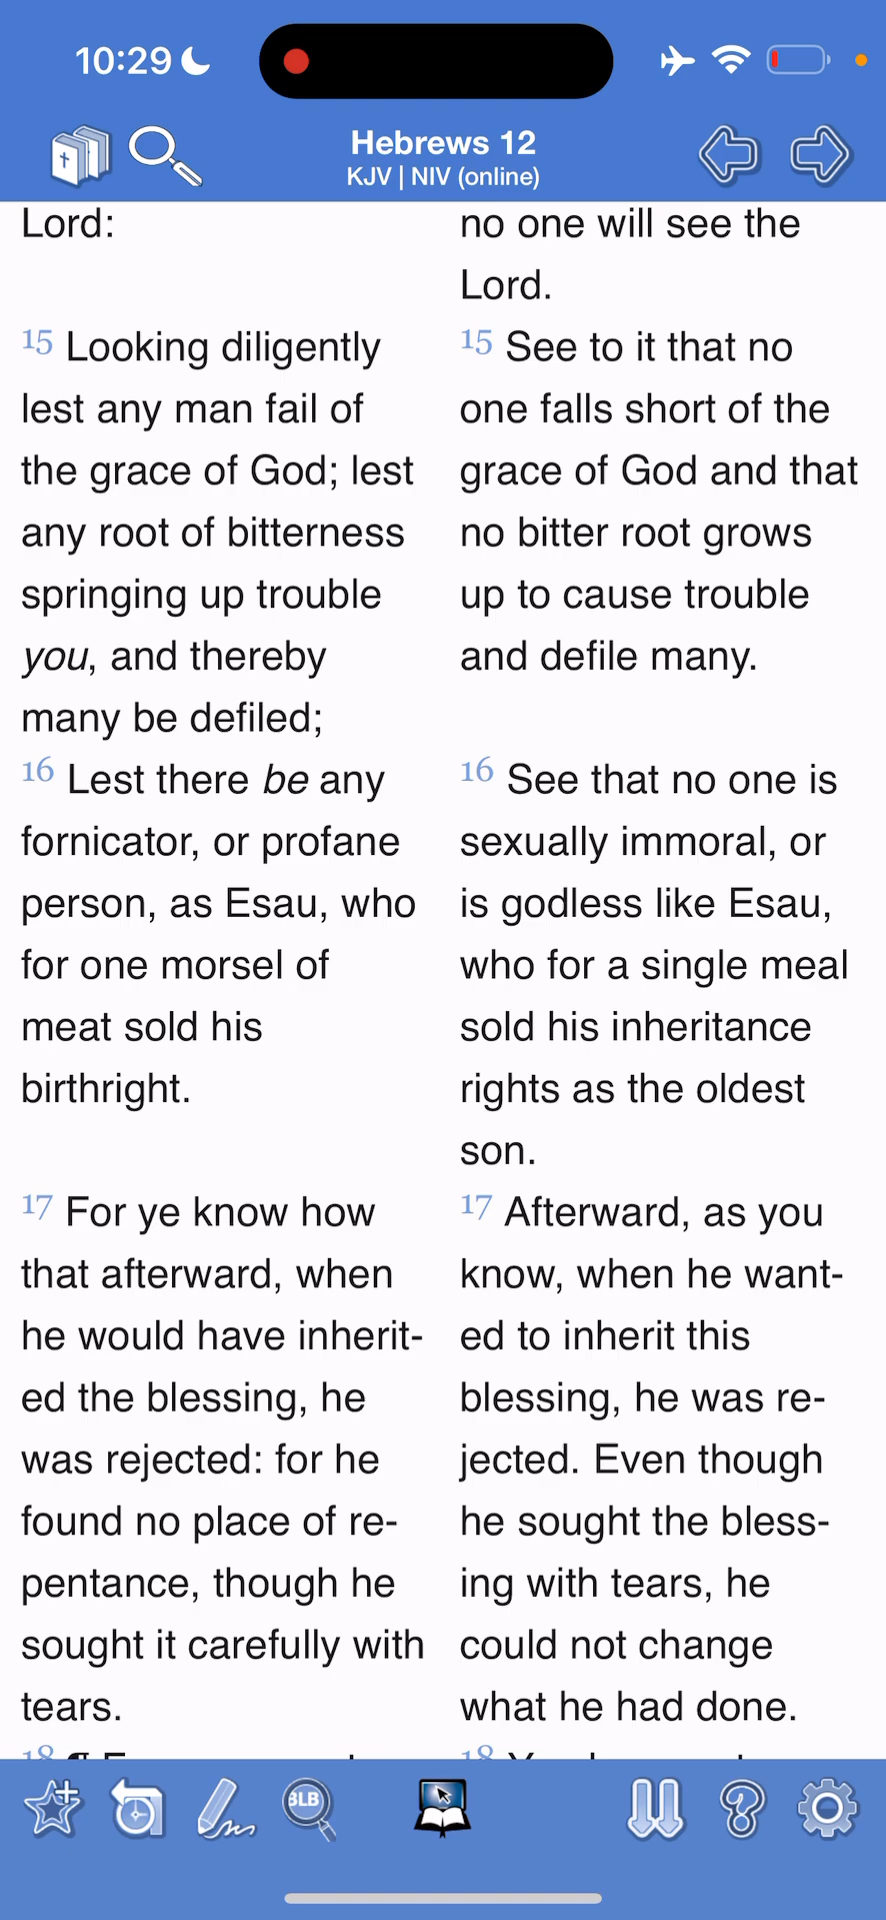 10:29
Hebrews 12
KJV | NIV (online)
Lord:
15 Looking diligently
lest any man fail of
the grace of God; lest
any root of bitterness
springing up trouble
you, and thereby
many be defiled;
16 Lest there be any
fornicator, or profane
person, as Esau, who
for one morsel of
meat sold his
birthright.
17 For ye know how
that afterward, when
he would have inherit-
ed the blessing, he
was rejected: for he
found no place of re-
pentance, though he
sought it carefully with
tears.
18 ¶
no one will see the
Lord.
15 See to it that no
one falls short of the
grace of God and that
no bitter root grows
up to cause trouble
and defile many.
16 See that no one is
sexually immoral, or
is godless like Esau,
who for a single meal
sold his inheritance
rights as the oldest
son.
17 Afterward, as you
know, when he want-
ed to inherit this
blessing, he was re-
jected. Even though
he sought the bless-
ing with tears, he
could not change
what he had done.
18
BLB